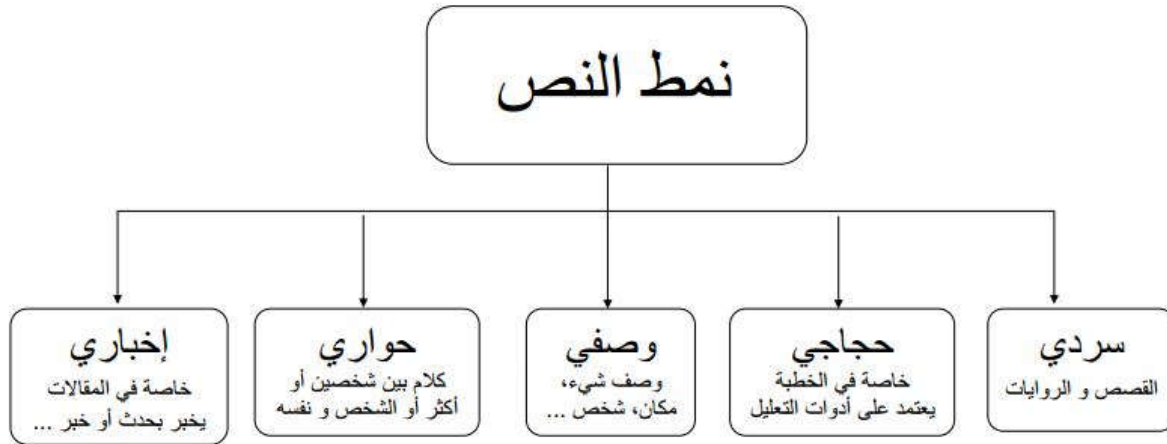 نمط النص
سردي
القصص و الروايات
حجاجي
خاصة في الخطبة
يعتمد على أدوات التعليل
وصفي
وصف شيء،
مكان، شخص ...
حواري
كلام بين شخصين أو
أكثر أو الشخص و نفسه
إخباري
خاصة في المقالات
يخبر بحدث أو خبر ...